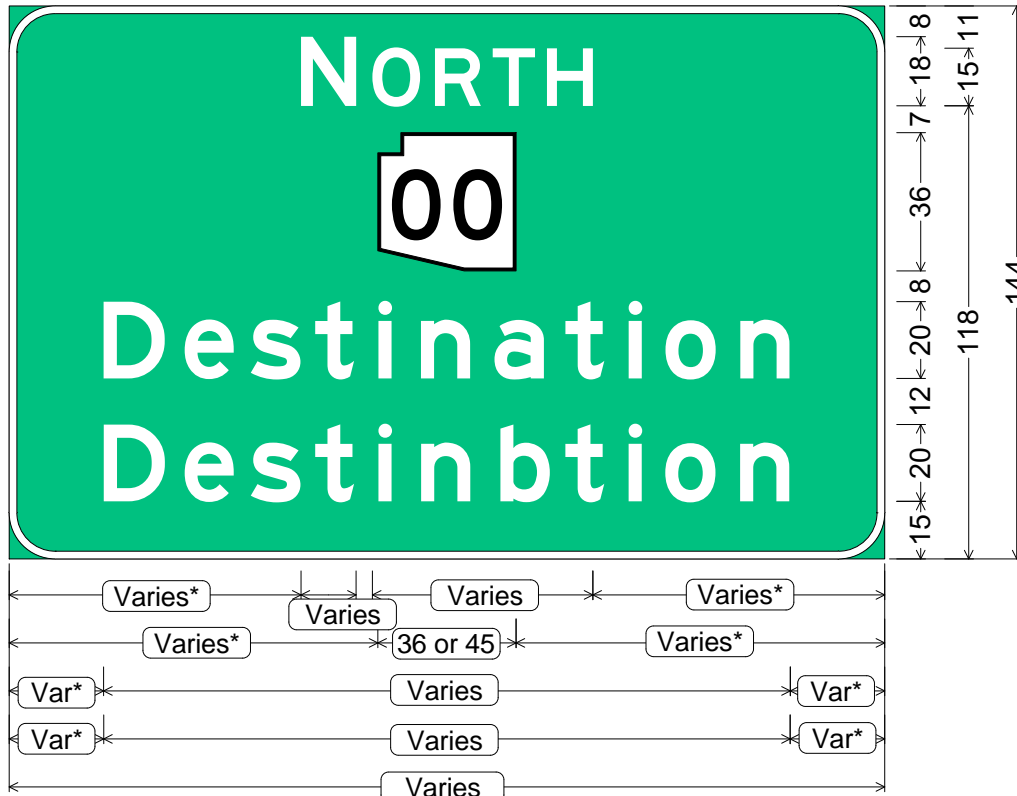 NORTH
00
Destination
Destinbtion
8
18
7
36
8
20
12
20
15
11
15
118
144
Varies*
Varies
Varies
Varies*
Varies*
36 or 45
Varies*
Var*
Varies
Var*
Var*
Varies
Var*
Varies